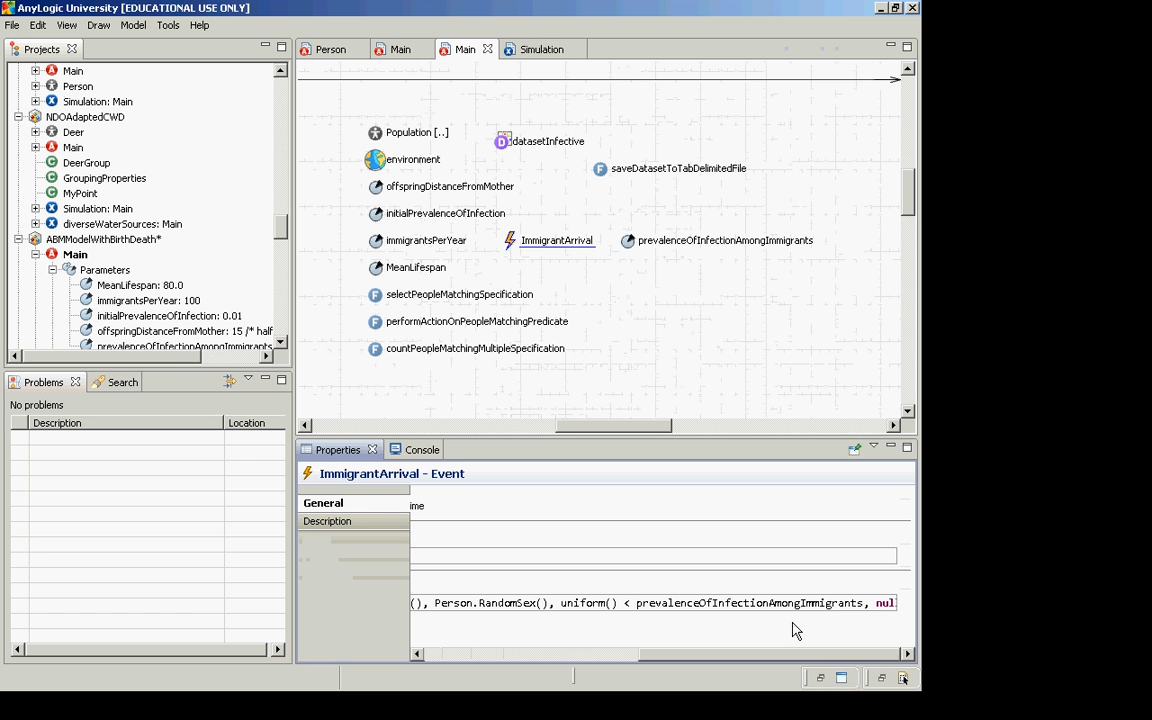 AnyLogic University [EDUCATIONAL USE ONLY]
File Edit View Draw Model Tools Help
Projects
Main
Person
Simulation: Main
NDOAdaptedCWD
Deer
Main
DeerGroup
GroupingProperties
MyPoint
Simulation: Main
diverseWaterSources: Main
ABMModelWithBirthDeath*
Main
Parameters
MeanLifespan: 80.0
immigrantsPerYear: 100
initialPrevalenceOfInfection: 0.01
offspringDistanceFromMother: 15 /* half
prevalenceOfInfectionAmongImmigrants
Problems Search
No problems
Description Location
Person Main Main Simulation
Population [..]
datasetInfective
environment
saveDatasetToTabDelimitedFile
offspringDistanceFromMother
initialPrevalenceOfInfection
immigrantsPerYear ImmigrantArrival prevalenceOfInfectionAmongImmigrants
MeanLifespan
selectPeopleMatchingSpecification
performActionOnPeopleMatchingPredicate
countPeopleMatchingMultipleSpecification
Properties Console
ImmigrantArrival - Event
General
Description
ime
(), Person.RandomSex(), uniform() < prevalenceOfInfectionAmongImmigrants, nul